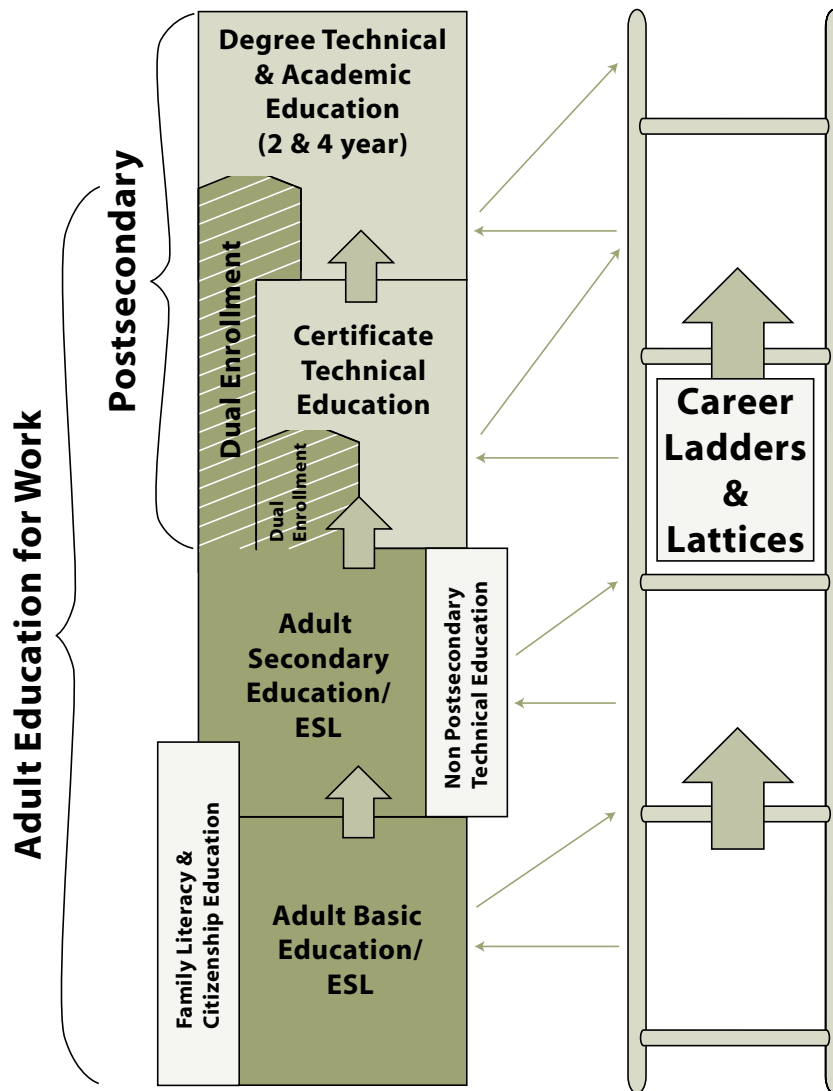 Degree Technical
& Academic
Education
(2 & 4 year)
Postsecondary
Dual Enrollment
Certificate
Technical
Education
Dual
Enrollment
Career
Ladders
&
Lattices
Adult Education for Work
Adult
Secondary
Education/
ESL
Non Postsecondary
Technical Education
Family Literacy &
Citizenship Education
Adult Basic
Education/
ESL